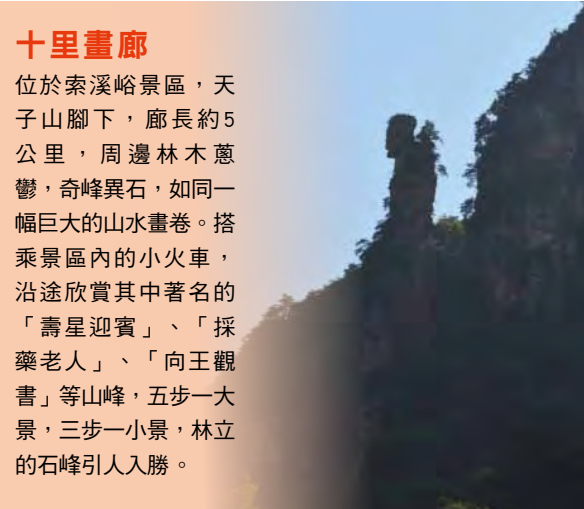 十里畫廊
位於索溪峪景區，天
子山腳下，廊長約5
公里，周邊林木蔥
鬱，奇峰異石，如同一
幅巨大的山水畫卷。搭
乘景區內的小火車，
沿途欣賞其中著名的
「壽星迎賓」、「採
藥老人」、「向王觀
書」等山峰，五步一大
景，三步一小景，林立
的石峰引人入勝。